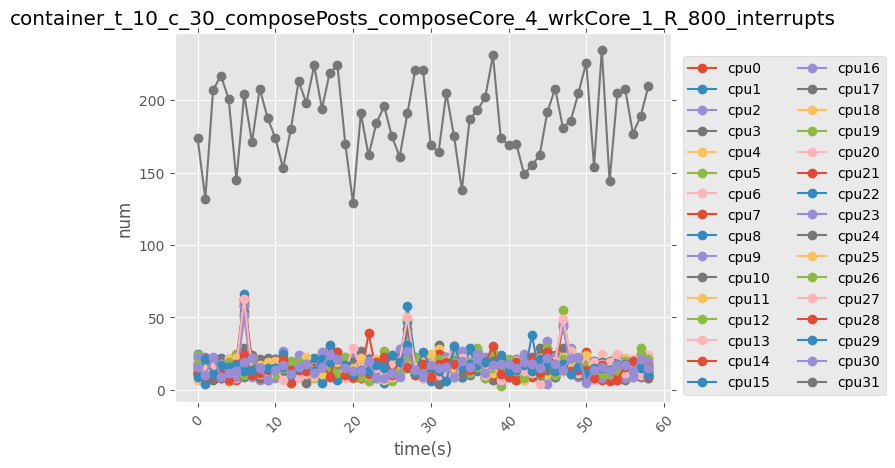 container_t_10_c_30_composePosts_composeCore_4_wrkCore_1_R_800_interrupts
200
150
100
50
0
num
0
10
20
30
40
50
60
time(s)
cpu0
cpu1
cpu2
cpu3
cpu4
cpu5
cpu6
cpu7
cpu8
cpu9
cpu10
cpu11
cpu12
cpu13
cpu14
cpu15
cpu16
cpu17
cpu18
cpu19
cpu20
cpu21
cpu22
cpu23
cpu24
cpu25
cpu26
cpu27
cpu28
cpu29
cpu30
cpu31